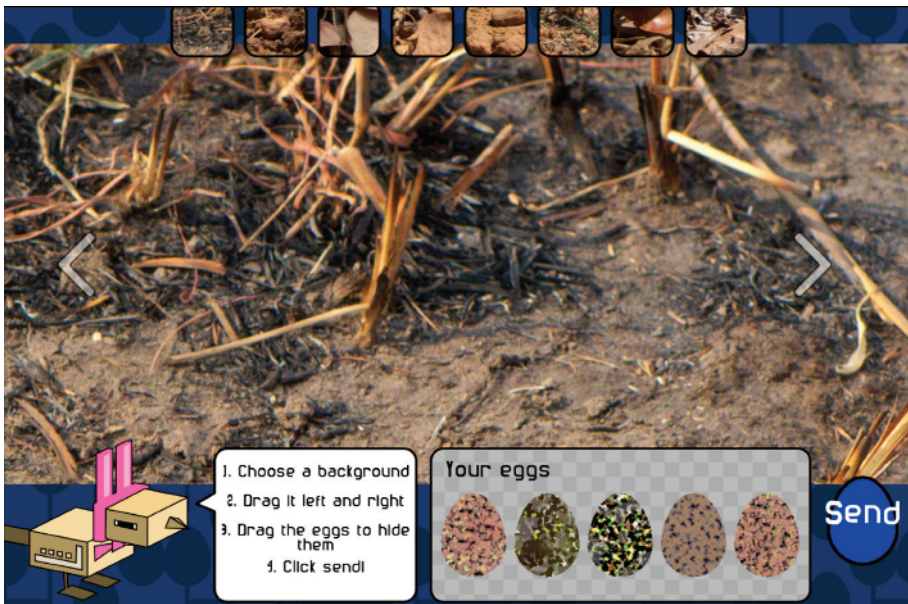 1. Choose a background
2. Drag it left and right
3. Drag the eggs to hide
them
4. Click send!
Your eggs
Send